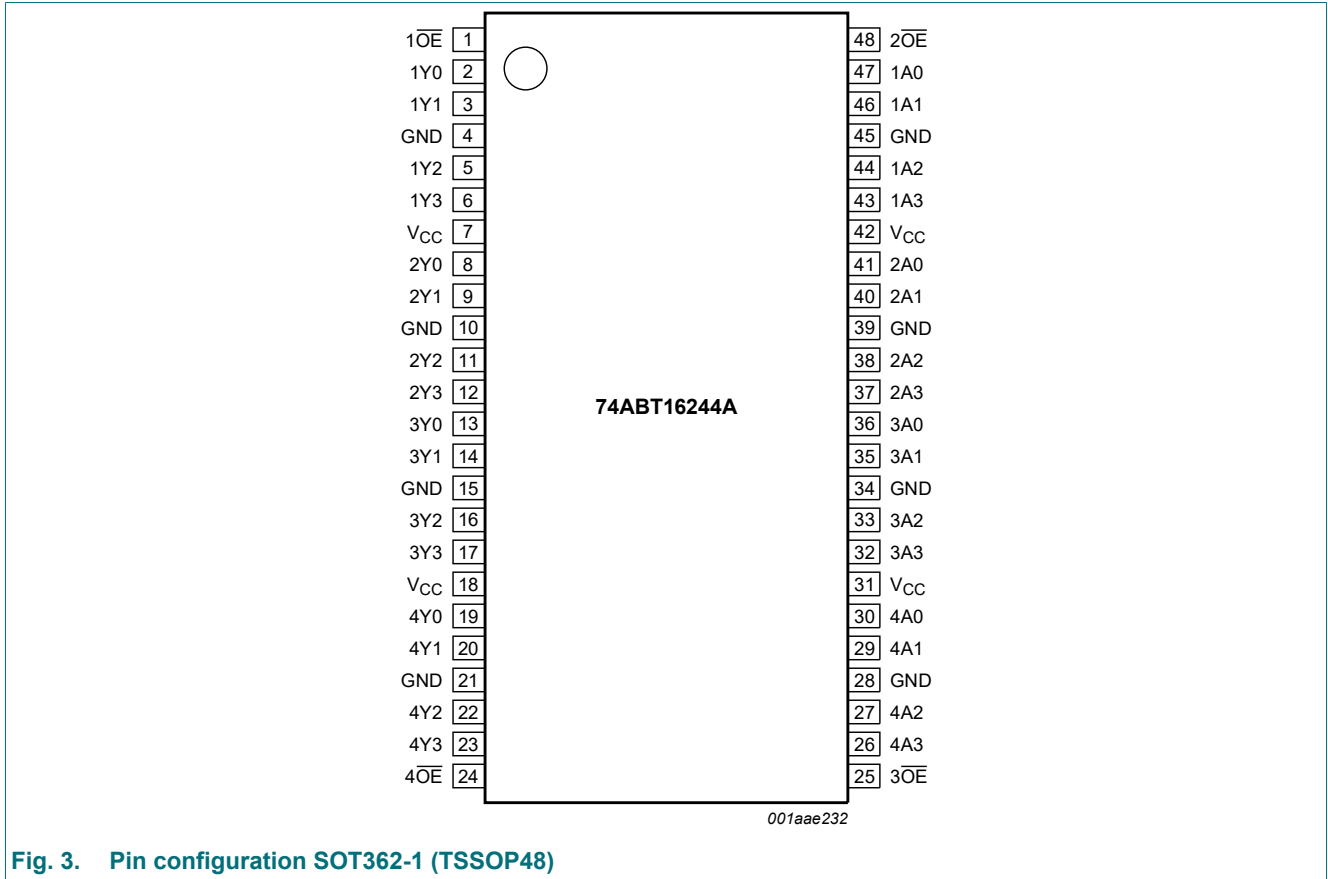 1O̅E̅ 1 48 2O̅E̅
1Y0 2 47 1A0
1Y1 3 46 1A1
GND 4 45 GND
1Y2 5 44 1A2
1Y3 6 43 1A3
VCC 7 42 VCC
2Y0 8 41 2A0
2Y1 9 40 2A1
GND 10 39 GND
2Y2 11 38 2A2
2Y3 12 37 2A3
74ABT16244A
3Y0 13 36 3A0
3Y1 14 35 3A1
GND 15 34 GND
3Y2 16 33 3A2
3Y3 17 32 3A3
VCC 18 31 VCC
4Y0 19 30 4A0
4Y1 20 29 4A1
GND 21 28 GND
4Y2 22 27 4A2
4Y3 23 26 4A3
4O̅E̅ 24 25 3O̅E̅
001aae232
Fig. 3. Pin configuration SOT362-1 (TSSOP48)